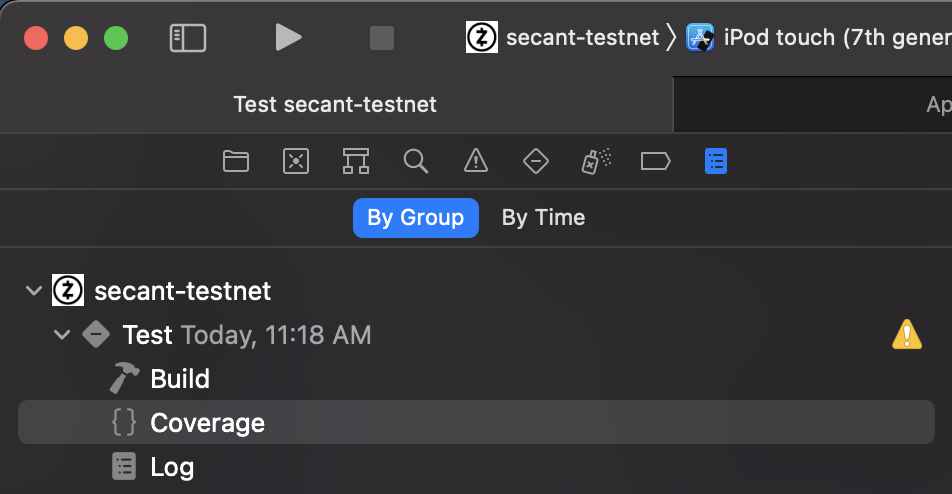 secant-testnet 〉 iPod touch (7th gener
Test secant-testnet
Ap
By Group By Time
secant-testnet
Test Today, 11:18 AM
Build
{ } Coverage
Log